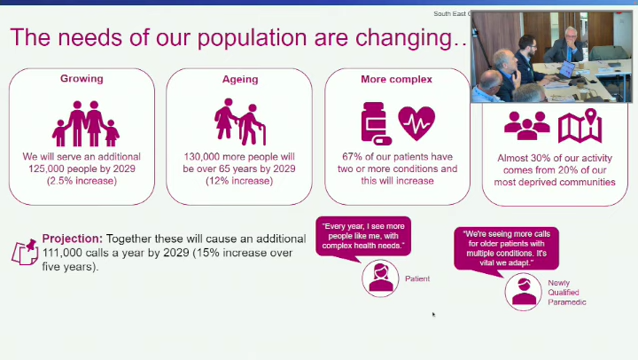 South East
The needs of our population are changing…
Growing
We will serve an additional
125,000 people by 2029
(2.5% increase)
Ageing
130,000 more people will
be over 65 years by 2029
(12% increase)
More complex
67% of our patients have
two or more conditions and
this will increase
Almost 30% of our activity
comes from 20% of our
most deprived communities
Projection: Together these will cause an additional
111,000 calls a year by 2029 (15% increase over
five years).
"Every year, I see more
people like me, with
complex health needs."
Patient
"We're seeing more calls
for older patients with
multiple conditions. It's
vital we adapt."
Newly
Qualified
Paramedic